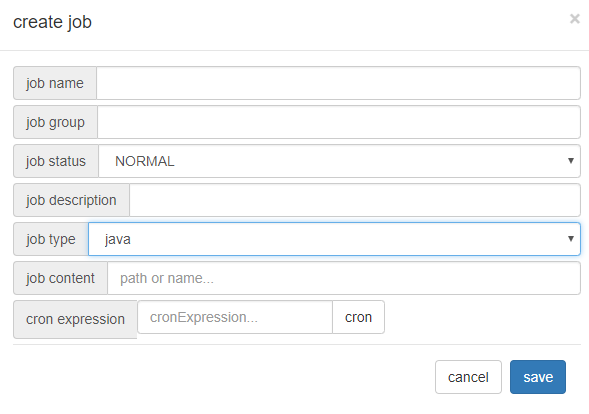 create job ×
job name
job group
job status NORMAL
job description
job type java
job content path or name...
cron expression cronExpression... cron
cancel save